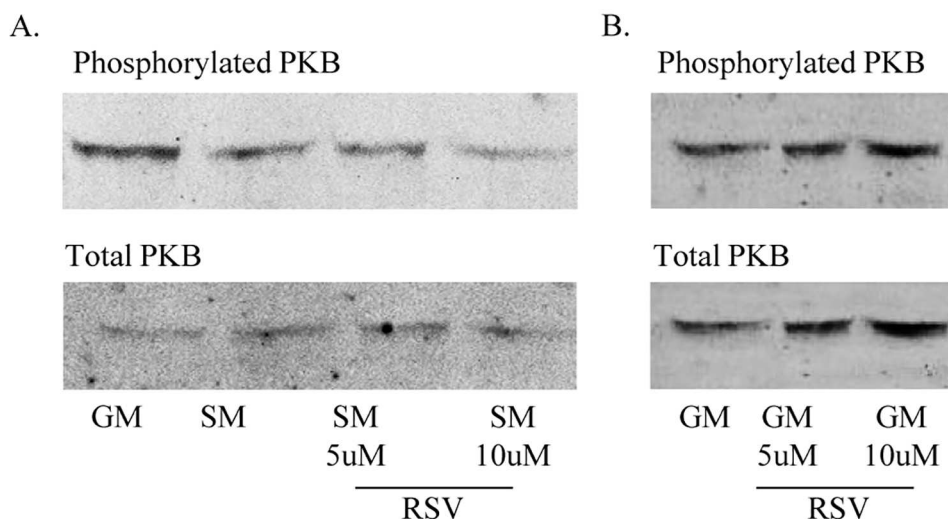 A.
Phosphorylated PKB
Total PKB
GM SM SM SM
5uM 10uM
RSV
B.
Phosphorylated PKB
Total PKB
GM GM GM
5uM 10uM
RSV